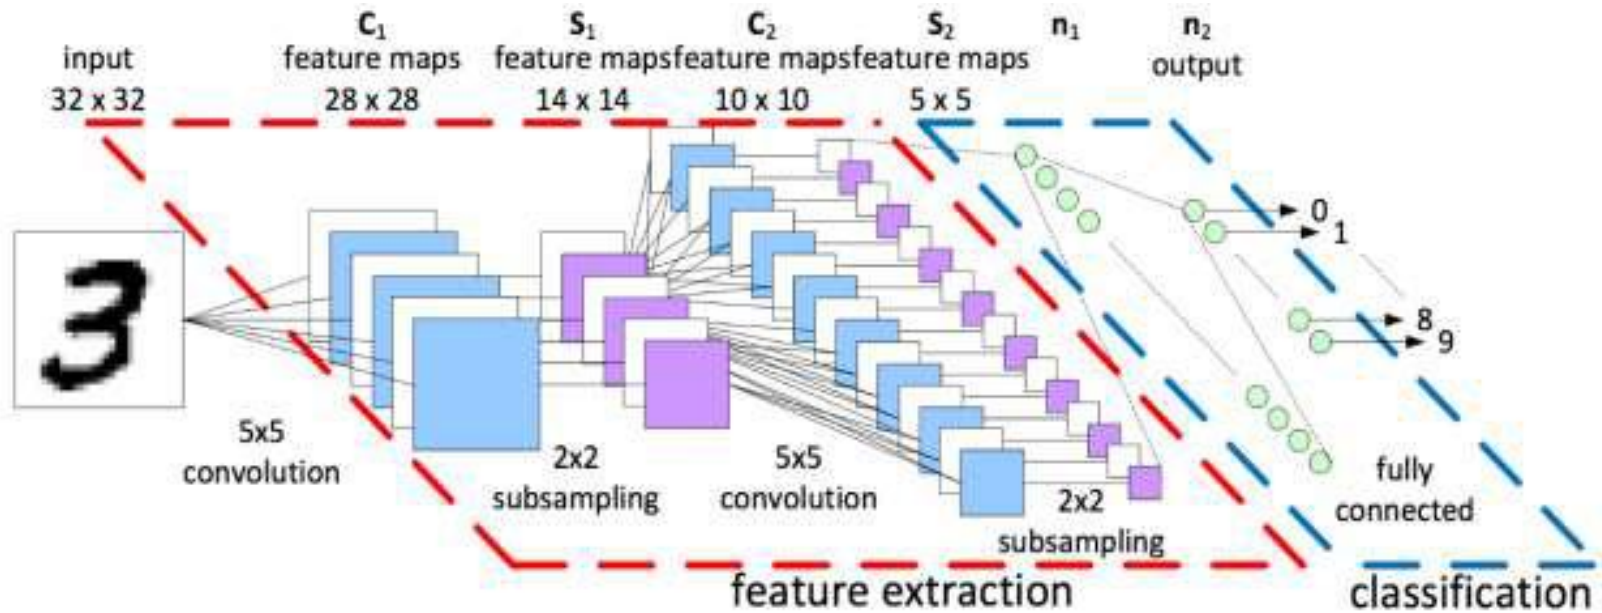 C1
S1
C2
S2
n1
n2
input
feature maps
feature maps
feature maps
feature maps
output
32 x 32
28 x 28
14 x 14
10 x 10
5 x 5
0
1
3
8
9
5x5
convolution
2x2
subsampling
5x5
convolution
2x2
subsampling
fully
connected
feature extraction
classification